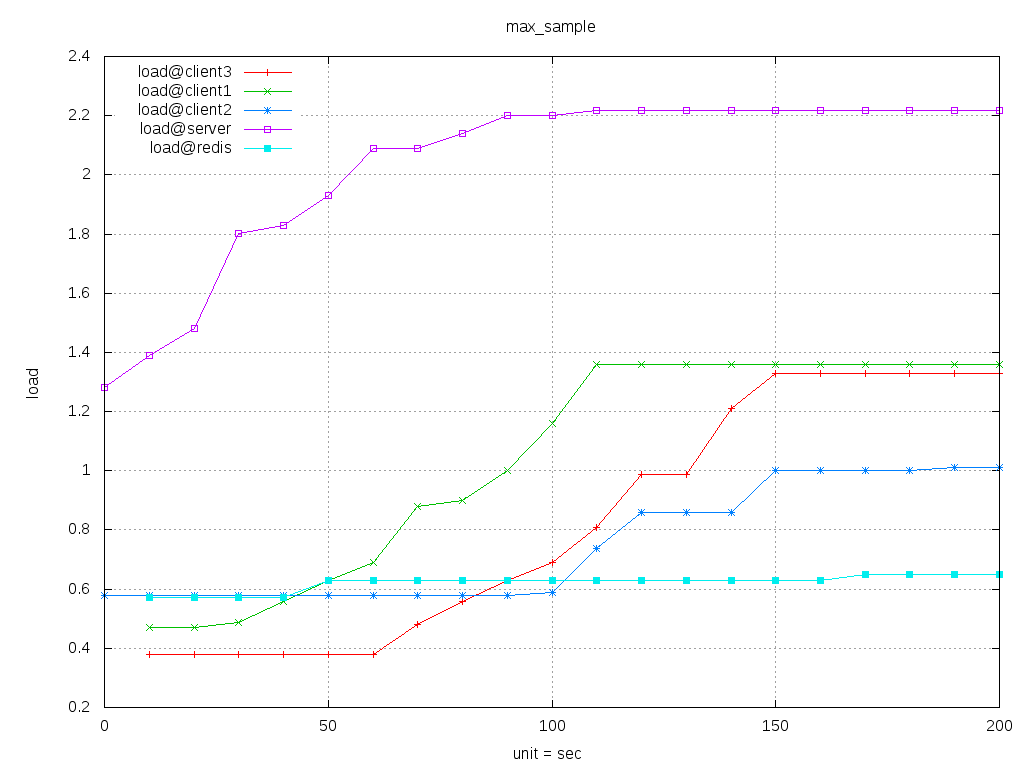 max_sample
2.4
2.2
2
1.8
1.6
1.4
1.2
1
0.8
0.6
0.4
0.2
load@client3
load@client1
load@client2
load@server
load@redis
load
0 50 100 150 200
unit = sec